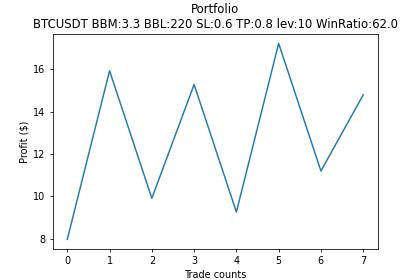 Portfolio
BTCUSDT BBM:3.3 BBL:220 SL:0.6 TP:0.8 lev:10 WinRatio:62.0
16
14
12
10
8
Profit ($)
0 1 2 3 4 5 6 7
Trade counts